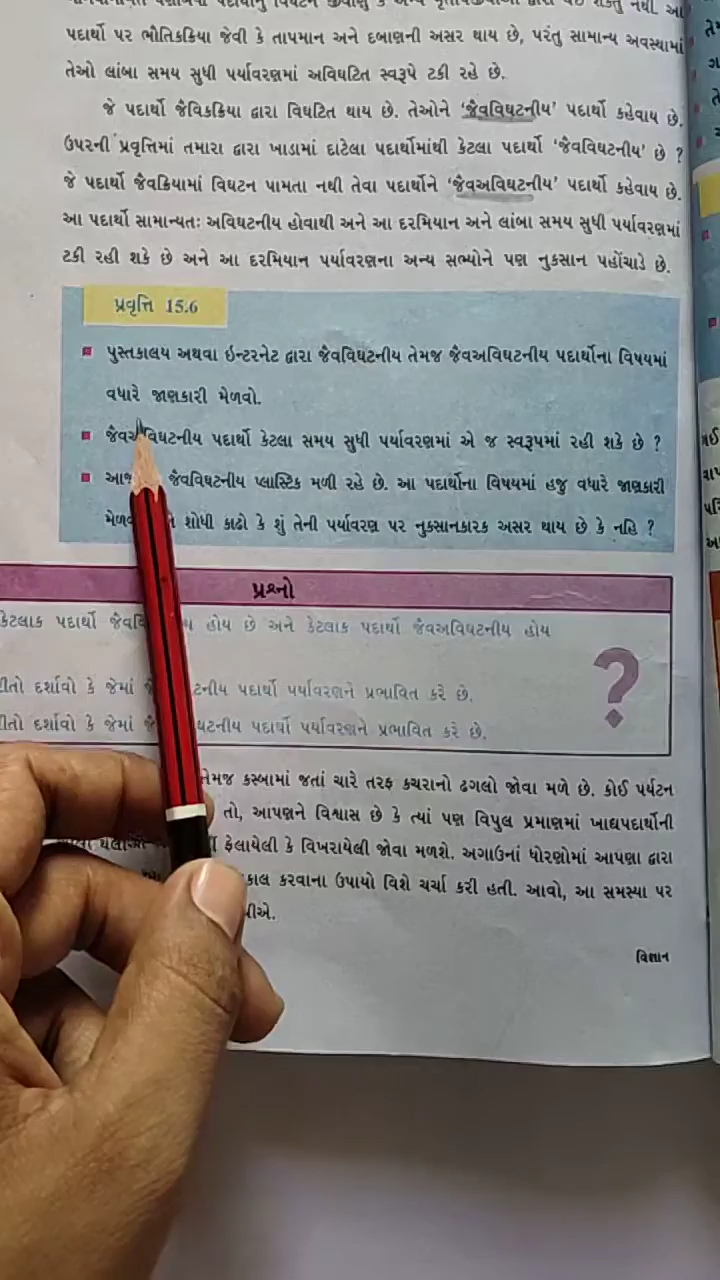 પદાર્થો પર ભૌતિકક્રિયા જેવી કે તાપમાન અને દબાણની અસર થાય છે, પરંતુ સામાન્ય અવસ્થામાં
તેઓ લાંબા સમય સુધી પર્યાવરણમાં અવિઘટિત સ્વરૂપે ટકી રહે છે.
જે પદાર્થો જૈવિકક્રિયા દ્વારા વિઘટિત થાય છે. તેઓને ‘જૈવવિઘટનીય’ પદાર્થો કહેવાય છે.
ઉપરની પ્રવૃત્તિમાં તમારા દ્વારા ખાડામાં દાટેલા પદાર્થોમાંથી કેટલા પદાર્થો ‘જૈવવિઘટનીય’ છે ?
જે પદાર્થો જૈવક્રિયામાં વિઘટન પામતા નથી તેવા પદાર્થોને ‘જૈવઅવિઘટનીય’ પદાર્થો કહેવાય છે.
આ પદાર્થો સામાન્યતઃ અવિઘટનીય હોવાથી અને આ દરમિયાન અને લાંબા સમય સુધી પર્યાવરણમાં
ટકી રહી શકે છે અને આ દરમિયાન પર્યાવરણના અન્ય સભ્યોને પણ નુકસાન પહોંચાડે છે.
પ્રવૃત્તિ 15.6
પુસ્તકાલય અથવા ઇન્ટરનેટ દ્વારા જૈવવિઘટનીય તેમજ જૈવઅવિઘટનીય પદાર્થોના વિષયમાં
વધારે જાણકારી મેળવો.
પદાર્થો કેટલા સમય સુધી પર્યાવરણમાં એ જ સ્વરૂપમાં રહી શકે છે ?
જૈવવિઘટનીય પ્લાસ્ટિક મળી રહે છે. આ પદાર્થોના વિષયમાં હજુ વધારે જાણકારી
શોધી કાઢો કે શું તેની પર્યાવરણ પર નુકસાનકારક અસર થાય છે કે નહિ ?
પ્રશ્નો
કેટલાક પદાર્થો હોય છે અને કેટલાક પદાર્થો જૈવઅવિઘટનીય હોય
દર્શાવો કે જેમાં પદાર્થો પર્યાવરણને પ્રભાવિત કરે છે.
દર્શાવો કે જેમાં પદાર્થો પર્યાવરણને પ્રભાવિત કરે છે.
તેમજ કસ્બામાં જતાં ચારે તરફ કચરાનો ઢગલો જોવા મળે છે. કોઈ પર્યટન
તો, આપણને વિશ્વાસ છે કે ત્યાં પણ વિપુલ પ્રમાણમાં ખાદ્યપદાર્થોની
ફેલાયેલી કે વિખરાયેલી જોવા મળશે. અગાઉનાં ધોરણોમાં આપણા દ્વારા
કરવાના ઉપાયો વિશે ચર્ચા કરી હતી. આવો, આ સમસ્યા પર
વિજ્ઞાન